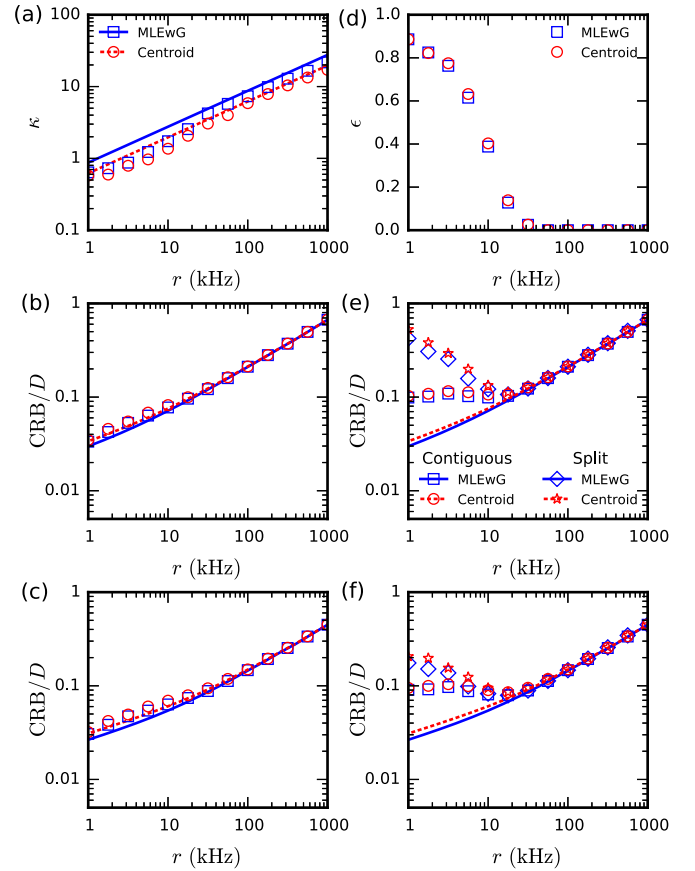 (a)
100
10
1
0.1
κ
MLEwG
Centroid
1 10 100 1000
r (kHz)
(d)
1.0
0.8
0.6
0.4
0.2
0.0
ϵ
MLEwG
Centroid
1 10 100 1000
r (kHz)
(b)
1
0.1
0.01
CRB/D
1 10 100 1000
r (kHz)
(e)
1
0.1
0.01
CRB/D
Contiguous Split
MLEwG MLEwG
Centroid Centroid
1 10 100 1000
r (kHz)
(c)
1
0.1
0.01
CRB/D
1 10 100 1000
r (kHz)
(f)
1
0.1
0.01
CRB/D
1 10 100 1000
r (kHz)